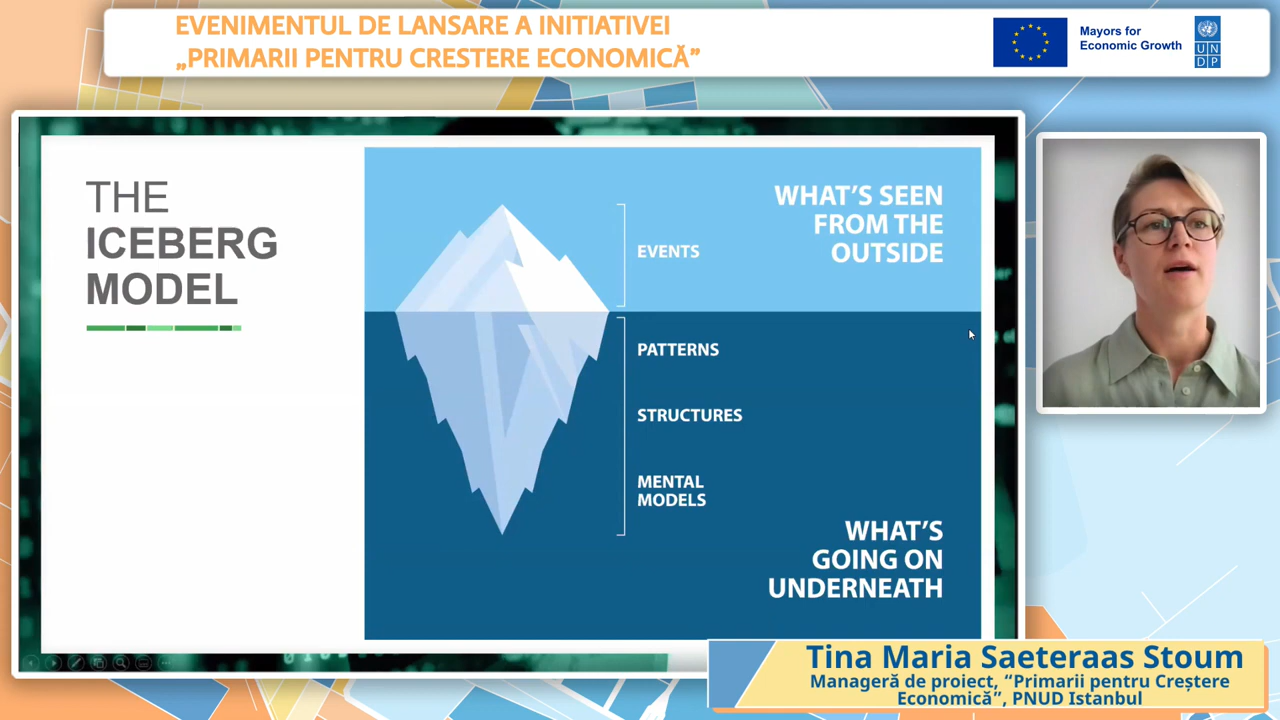 EVENIMENTUL DE LANSARE A INITIATIVEI
„PRIMARII PENTRU CRESTERE ECONOMICĂ”
Mayors for
Economic Growth
U N
D P
THE
ICEBERG
MODEL
WHAT'S SEEN
FROM THE
OUTSIDE
EVENTS
PATTERNS
STRUCTURES
MENTAL
MODELS
WHAT'S
GOING ON
UNDERNEATH
Tina Maria Saeteraas Stoum
Manageră de proiect, “Primarii pentru Creștere
Economică”, PNUD Istanbul